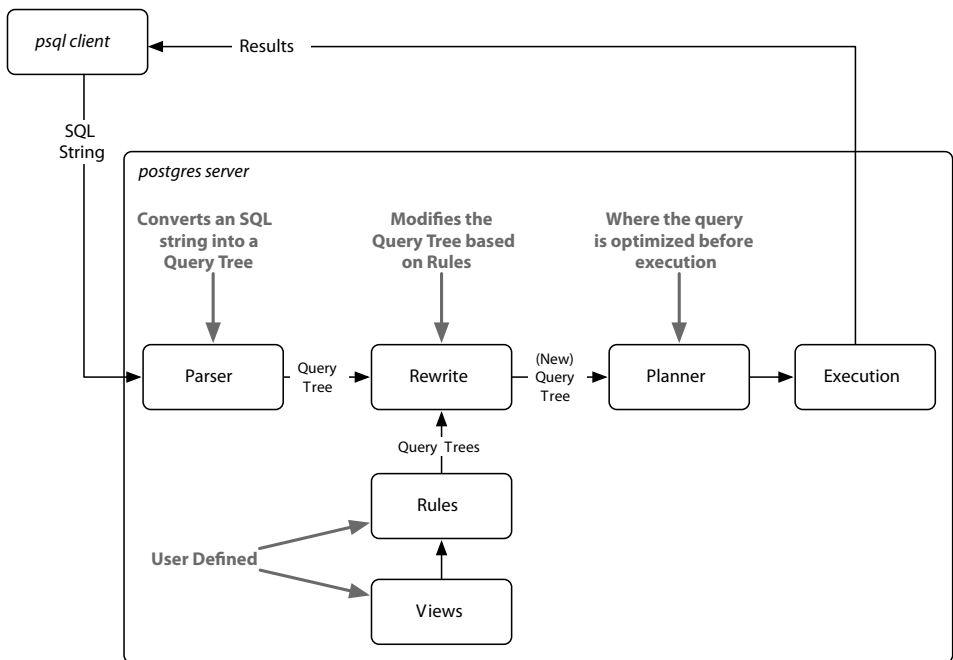 psql client
Results
SQL
String
postgres server
Converts an SQL
string into a
Query Tree
Modifies the
Query Tree based
on Rules
Where the query
is optimized before
execution
Parser
Query
Tree
Rewrite
(New)
Query
Tree
Planner
Execution
Query Trees
Rules
User Defined
Views